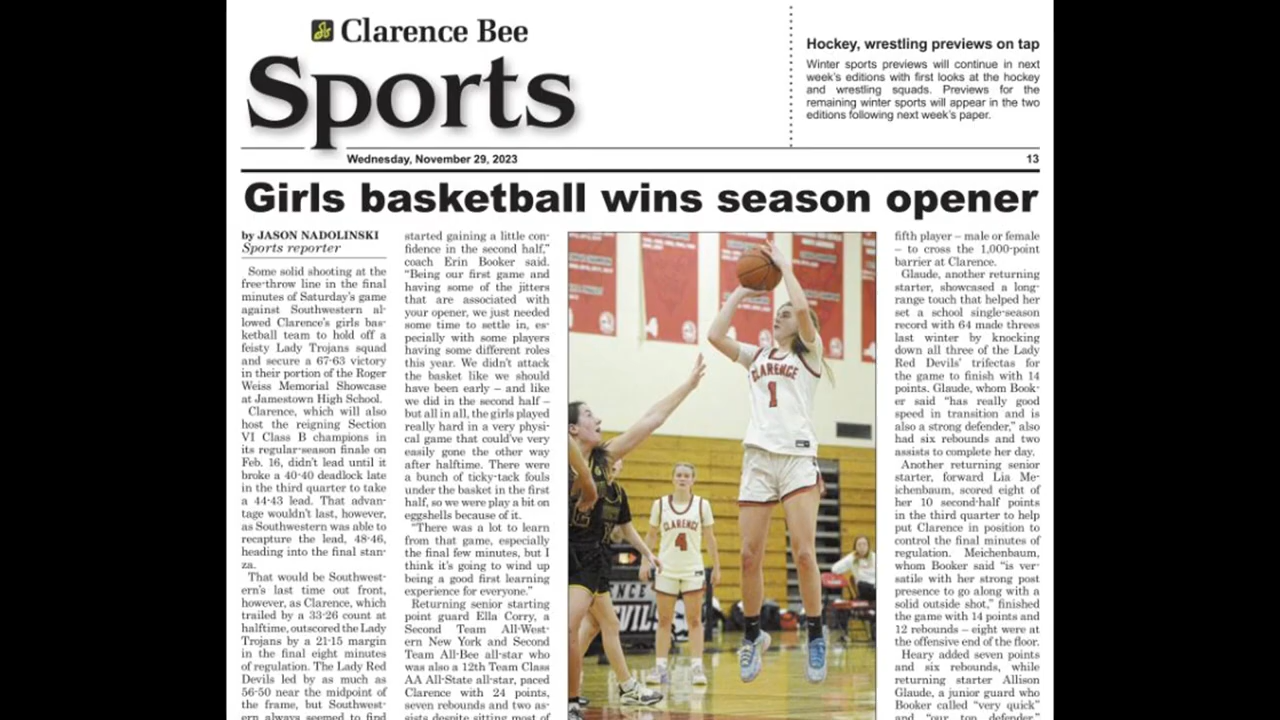 Clarence Bee
Sports
Hockey, wrestling previews on tap
Winter sports previews will continue in next
week's editions with first looks at the hockey
and wrestling squads. Previews for the
remaining winter sports will appear in the two
editions following next week's paper.
Wednesday, November 29, 2023
13
Girls basketball wins season opener
by JASON NADOLINSKI
Sports reporter
Some solid shooting at the
free-throw line in the final
minutes of Saturday's game
against Southwestern al-
lowed Clarence's girls bas-
ketball team to hold off a
feisty Lady Trojans squad
and secure a 67-63 victory
in their portion of the Roger
Weiss Memorial Showcase
at Jamestown High School.
Clarence, which will also
host the reigning Section
VI Class B champions in
its regular-season finale on
Feb. 16, didn't lead until it
broke a 40-40 deadlock late
in the third quarter to take
a 44-43 lead. That advan-
tage wouldn't last, however,
as Southwestern was able to
recapture the lead, 48-46,
heading into the final stan-
za.
That would be Southwest-
ern's last time out front,
however, as Clarence, which
trailed by a 33-26 count at
halftime, outscored the Lady
Trojans by a 21-15 margin
in the final eight minutes
of regulation. The Lady Red
Devils led by as much as
56-50 near the midpoint of
the frame, but Southwest-
ern always seemed to find
started gaining a little con-
fidence in the second half,"
coach Erin Booker said.
"Being our first game and
having some of the jitters
that are associated with
your opener, we just needed
some time to settle in, es-
pecially with some players
having some different roles
this year. We didn't attack
the basket like we should
have been early – and like
we did in the second half –
but all in all, the girls played
really hard in a very physi-
cal game that could've very
easily gone the other way
after halftime. There were
a bunch of ticky-tack fouls
under the basket in the first
half, so we were play a bit on
eggshells because of it.
"There was a lot to learn
from that game, especially
the final few minutes, but I
think it's going to wind up
being a good first learning
experience for everyone."
Returning senior starting
point guard Ella Corry, a
Second Team All-West-
ern New York and Second
Team All-Bee all-star who
was also a 12th Team Class
AA All-State all-star, paced
Clarence with 24 points,
seven rebounds and two as-
sists despite sitting most of
CLARENCE
1
CLARENCE
4
fifth player – male or female
– to cross the 1,000-point
barrier at Clarence.
Glaude, another returning
starter, showcased a long-
range touch that helped her
set a school single-season
record with 64 made threes
last winter by knocking
down all three of the Lady
Red Devils' trifectas for
the game to finish with 14
points. Glaude, whom Book-
er said "has really good
speed in transition and is
also a strong defender," also
had six rebounds and two
assists to complete her day.
Another returning senior
starter, forward Lia Me-
ichenbaum, scored eight of
her 10 second-half points
in the third quarter to help
put Clarence in position to
control the final minutes of
regulation. Meichenbaum,
whom Booker said "is ver-
satile with her strong post
presence to go along with a
solid outside shot," finished
the game with 14 points and
12 rebounds – eight were at
the offensive end of the floor.
Heary added seven points
and six rebounds, while
returning starter Allison
Glaude, a junior guard who
Booker called "very quick"
and "our top defender,"